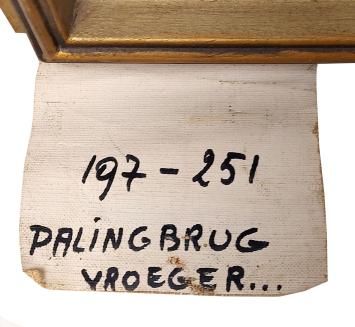 197 - 251
PALINGBRUG
VROEGER...